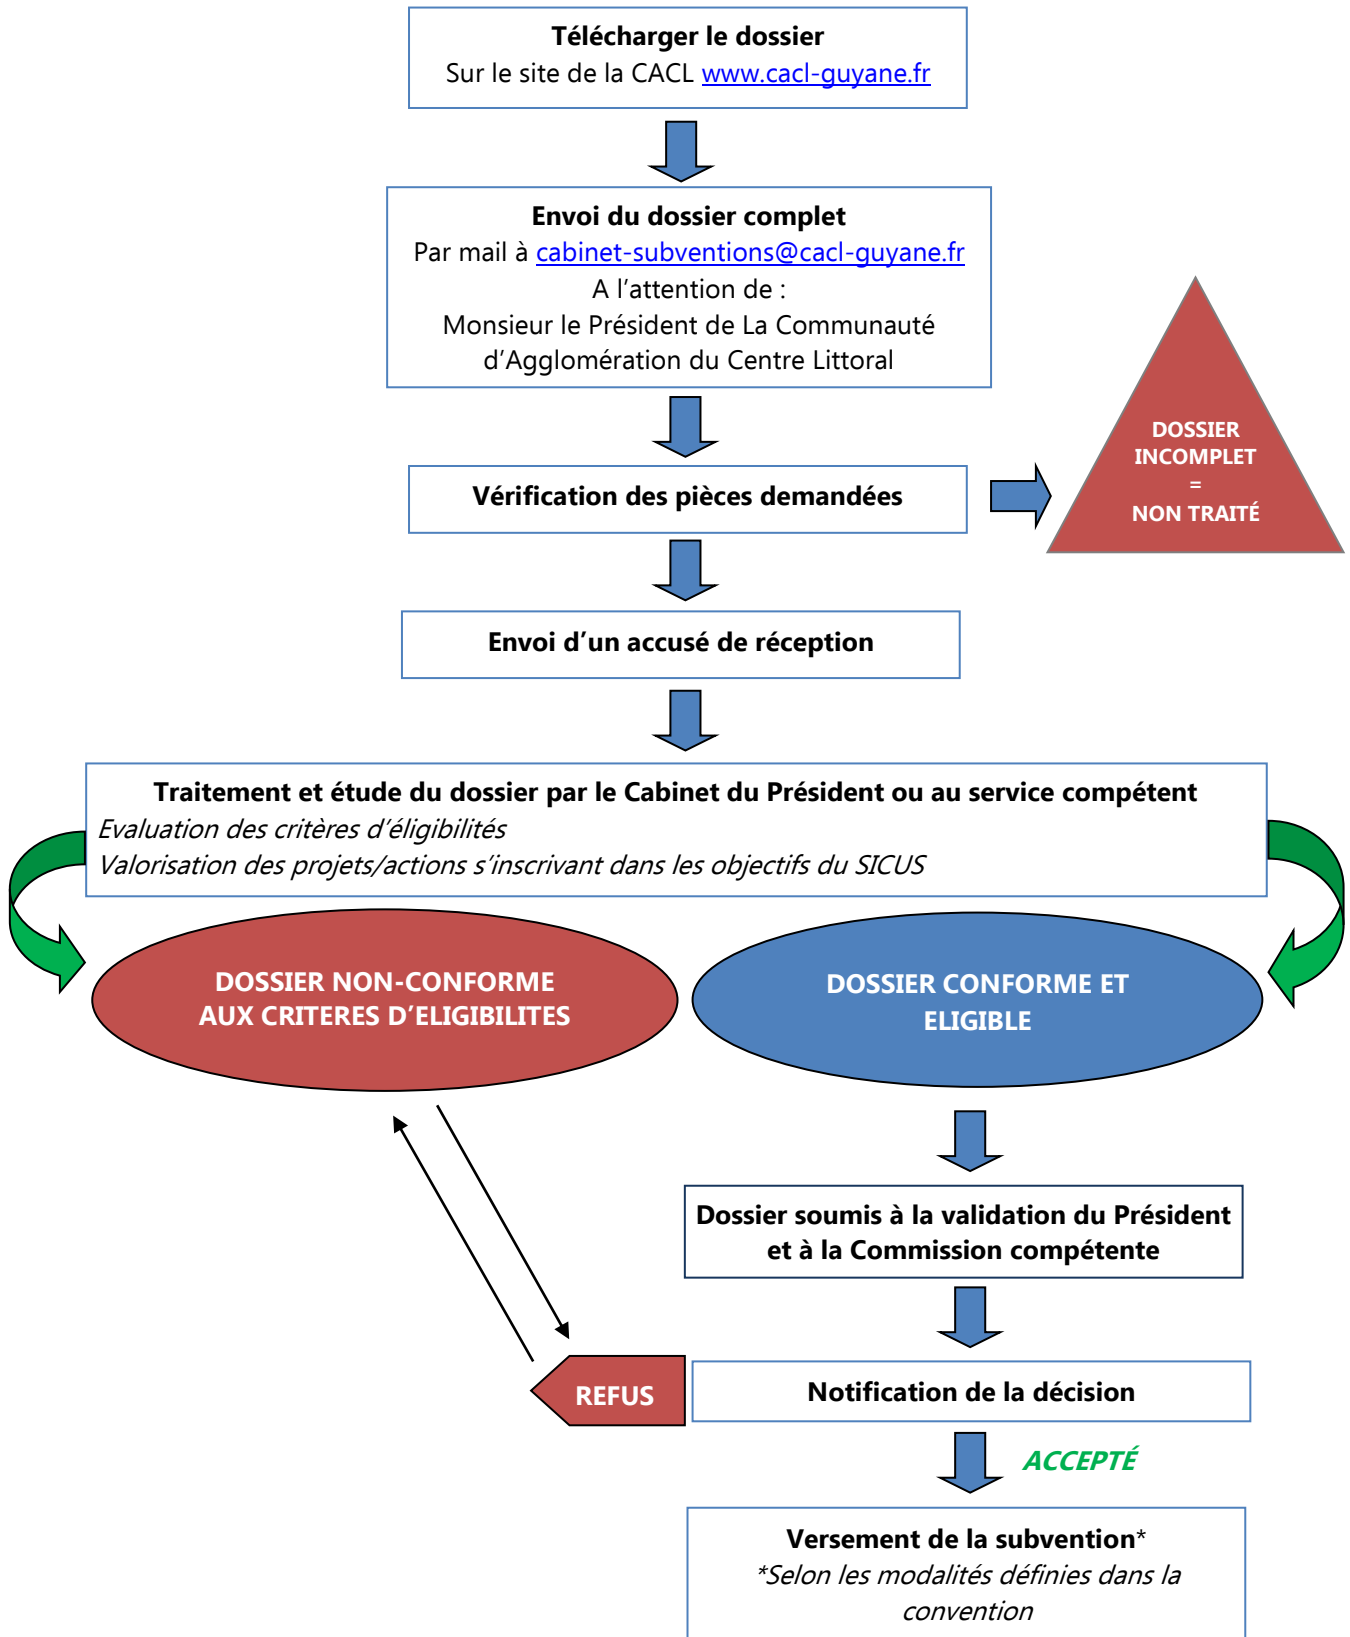 Télécharger le dossier
Sur le site de la CACL www.cacl-guyane.fr
Envoi du dossier complet
Par mail à cabinet-subventions@cacl-guyane.fr
A l’attention de :
Monsieur le Président de La Communauté
d’Agglomération du Centre Littoral
DOSSIER
INCOMPLET
=
NON TRAITÉ
Vérification des pièces demandées
Envoi d’un accusé de réception
Traitement et étude du dossier par le Cabinet du Président ou au service compétent
Evaluation des critères d’éligibilités
Valorisation des projets/actions s’inscrivant dans les objectifs du SICUS
DOSSIER NON-CONFORME
AUX CRITERES D’ELIGIBILITES
DOSSIER CONFORME ET
ELIGIBLE
Dossier soumis à la validation du Président
et à la Commission compétente
REFUS
Notification de la décision
ACCEPTÉ
Versement de la subvention*
*Selon les modalités définies dans la
convention